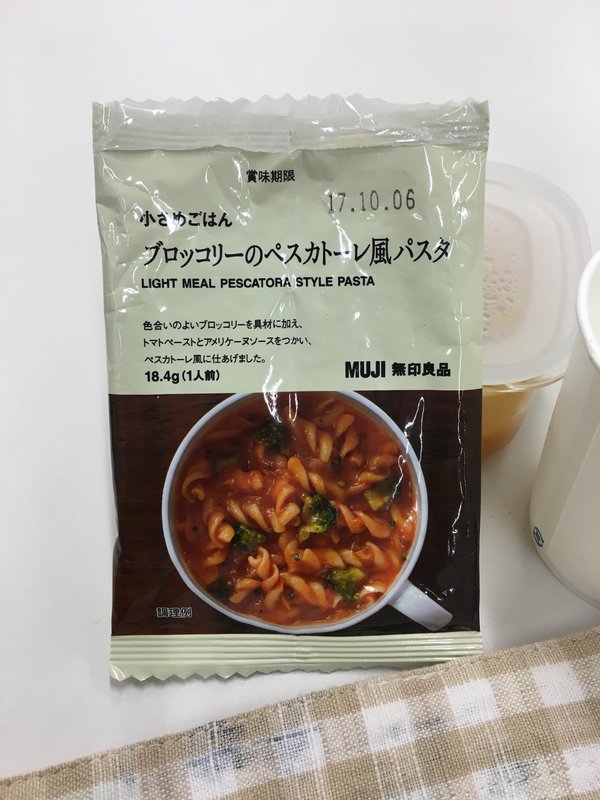 賞味期限
17.10.06
小さめごはん
ブロッコリーのペスカトーレ風パスタ
LIGHT MEAL PESCATORA STYLE PASTA
色合いのよいブロッコリーを具材に加え、
トマトペーストとアメリケーヌソースをつかい、
ペスカトーレ風に仕あげました。
18.4g(1人前)
MUJI 無印良品
調理例